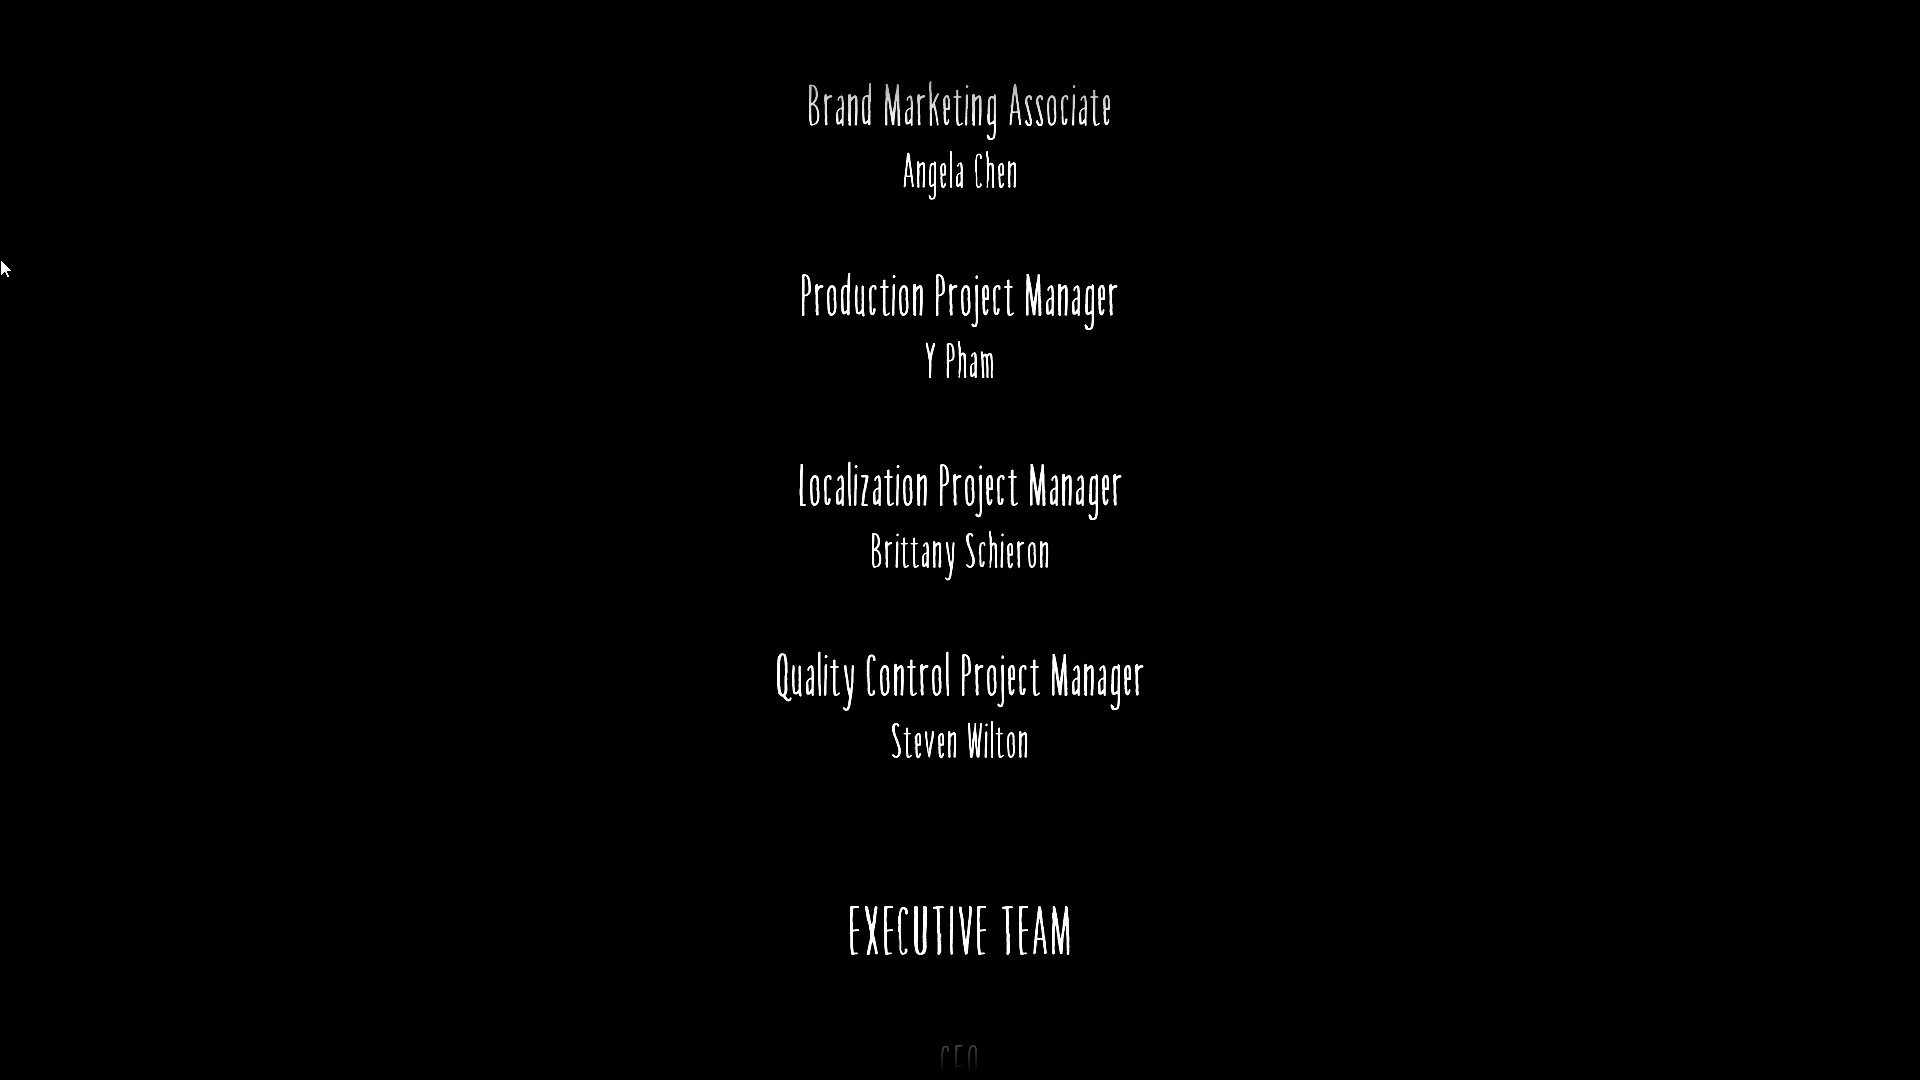 Brand Marketing Associate
Angela Chen
Production Project Manager
Y Pham
Localization Project Manager
Brittany Schieron
Quality Control Project Manager
Steven Wilton
EXECUTIVE TEAM
CEO